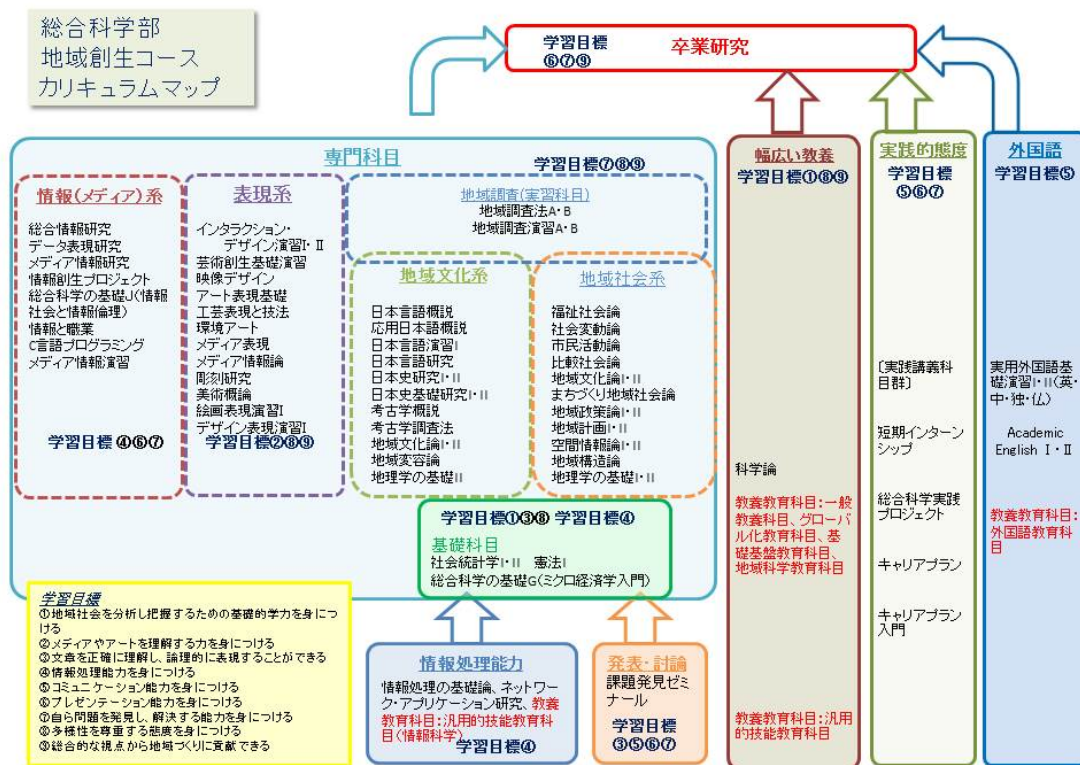 総合科学部
地域創生コース
カリキュラムマップ
学習目標
⑥⑦⑨
卒業研究
専門科目
学習目標⑦⑧⑨
情報(メディア)系
総合情報研究
データ表現研究
メディア情報研究
情報創生プロジェクト
総合科学の基礎J(情報
社会と情報倫理)
情報と職業
C言語プログラミング
メディア情報演習
学習目標 ④⑥⑦
表現系
インタラクション・
デザイン演習I・II
芸術創生基礎演習
映像デザイン
アート表現基礎
工芸表現と技法
環境アート
メディア表現
メディア情報論
彫刻研究
美術概論
絵画表現演習I
デザイン表現演習I
学習目標②⑧⑨
地域調査(実習科目)
地域調査法A・B
地域調査演習A・B
地域文化系
日本言語概説
応用日本語概説
日本言語演習I
日本言語研究
日本史研究I・II
日本史基礎研究I・II
考古学概説
考古学調査法
地域文化論I・II
地域変容論
地理学の基礎II
地域社会系
福祉社会論
社会変動論
市民活動論
比較社会論
地域文化論I・II
まちづくり地域社会論
地域政策論I・II
地域計画I・II
空間情報論I・II
地域構造論
地理学の基礎I・II
学習目標①③⑧ 学習目標④
基礎科目
社会統計学I・II 憲法I
総合科学の基礎G(ミクロ経済学入門)
情報処理能力
情報処理の基礎論、ネットワー
ク・アプリケーション研究、教養
教育科目:汎用的技能教育科
目(情報科学)
学習目標④
発表・討論
課題発見ゼミ
ナール
学習目標
③⑤⑥⑦
幅広い教養
学習目標①⑧⑨
科学論
教養教育科目:一般
教養科目、グローバ
ル化教育科目、基
礎基盤教育科目、
地域科学教育科目
教養教育科目:汎用
的技能教育科目
実践的態度
学習目標
⑤⑥⑦
〔実践講義科
目群〕
短期インターン
シップ
総合科学実践
プロジェクト
キャリアプラン
キャリアプラン
入門
外国語
学習目標⑤
実用外国語基
礎演習I・II(英・
中・独・仏)
Academic
English I・II
教養教育科目:
外国語教育科
目
学習目標
①地域社会を分析し把握するための基礎的学力を身につ
ける
②メディアやアートを理解する力を身につける
③文章を正確に理解し、論理的に表現することができる
④情報処理能力を身につける
⑤コミュニケーション能力を身につける
⑥プレゼンテーション能力を身につける
⑦自ら問題を発見し、解決する能力を身につける
⑧多様性を尊重する態度を身につける
⑨総合的な視点から地域づくりに貢献できる